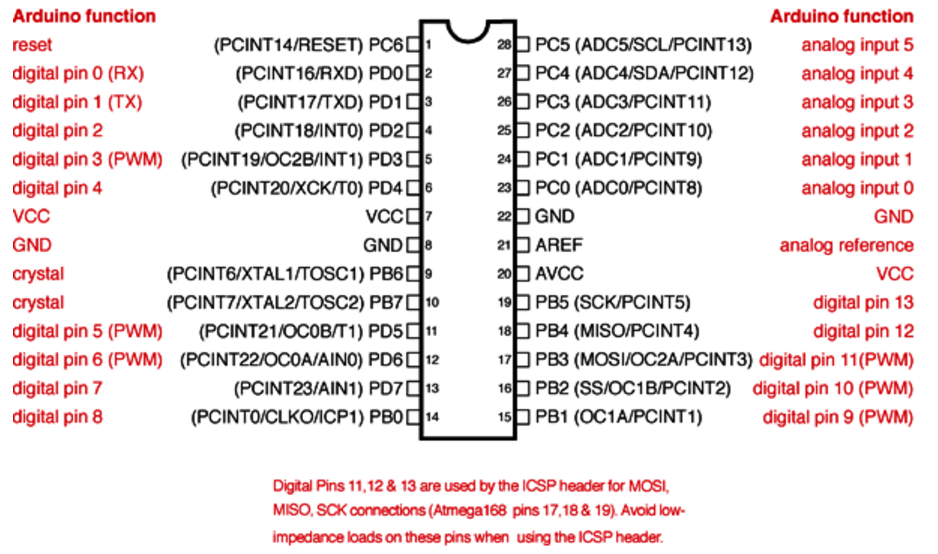 Arduino function Arduino function
reset (PCINT14/RESET) PC6 1 28 PC5 (ADC5/SCL/PCINT13) analog input 5
digital pin 0 (RX) (PCINT16/RXD) PD0 2 27 PC4 (ADC4/SDA/PCINT12) analog input 4
digital pin 1 (TX) (PCINT17/TXD) PD1 3 26 PC3 (ADC3/PCINT11) analog input 3
digital pin 2 (PCINT18/INT0) PD2 4 25 PC2 (ADC2/PCINT10) analog input 2
digital pin 3 (PWM) (PCINT19/OC2B/INT1) PD3 5 24 PC1 (ADC1/PCINT9) analog input 1
digital pin 4 (PCINT20/XCK/T0) PD4 6 23 PC0 (ADC0/PCINT8) analog input 0
VCC VCC 7 22 GND GND
GND GND 8 21 AREF analog reference
crystal (PCINT6/XTAL1/TOSC1) PB6 9 20 AVCC VCC
crystal (PCINT7/XTAL2/TOSC2) PB7 10 19 PB5 (SCK/PCINT5) digital pin 13
digital pin 5 (PWM) (PCINT21/OC0B/T1) PD5 11 18 PB4 (MISO/PCINT4) digital pin 12
digital pin 6 (PWM) (PCINT22/OC0A/AIN0) PD6 12 17 PB3 (MOSI/OC2A/PCINT3) digital pin 11(PWM)
digital pin 7 (PCINT23/AIN1) PD7 13 16 PB2 (SS/OC1B/PCINT2) digital pin 10 (PWM)
digital pin 8 (PCINT0/CLKO/ICP1) PB0 14 15 PB1 (OC1A/PCINT1) digital pin 9 (PWM)
Digital Pins 11,12 & 13 are used by the ICSP header for MOSI,
MISO, SCK connections (Atmega168 pins 17,18 & 19). Avoid low-
impedance loads on these pins when using the ICSP header.